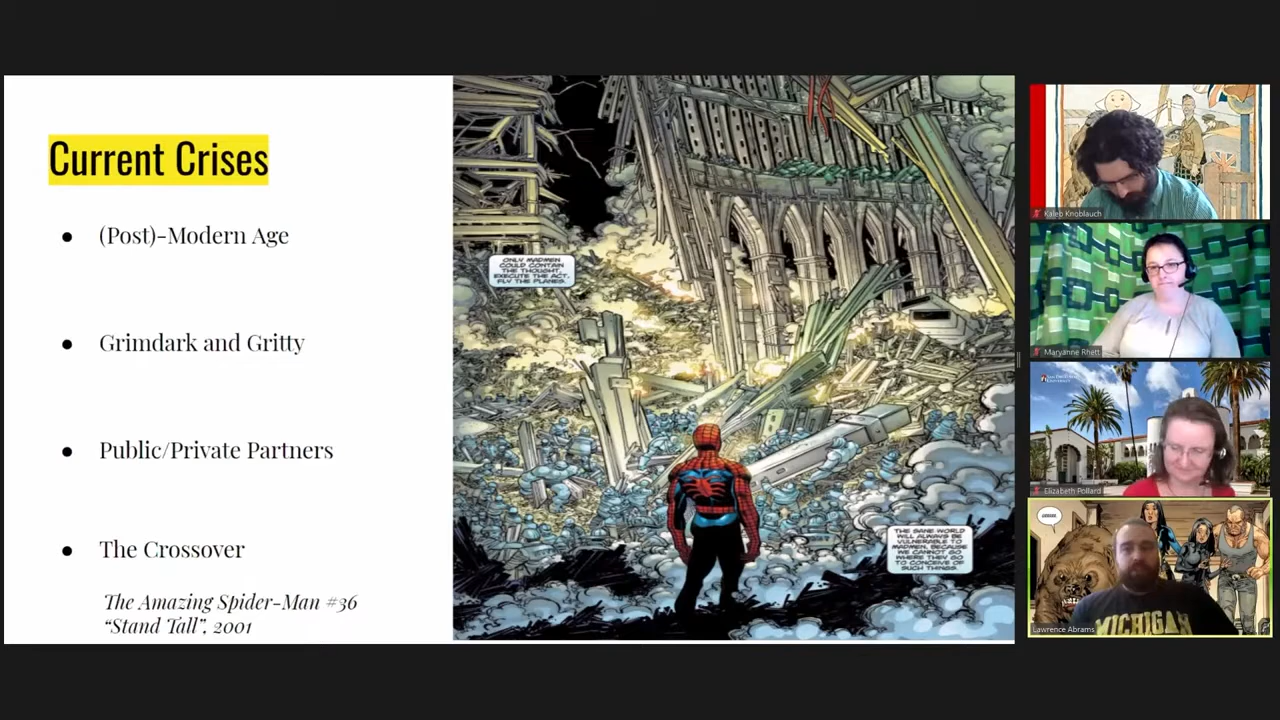 Current Crises
● (Post)-Modern Age
● Grimdark and Gritty
● Public/Private Partners
● The Crossover
The Amazing Spider-Man #36
“Stand Tall”, 2001
ONLY MADMEN
COULD CONTAIN
THE THOUGHT,
EXECUTE THE ACT,
FLY THE PLANES.
THE SANE WORLD
WILL ALWAYS BE
VULNERABLE TO
MADMEN, BECAUSE
WE CANNOT GO
WHERE THEY GO
TO CONCEIVE OF
SUCH THINGS.
Kaleb Knoblauch
Maryanne Rhett
Elizabeth Pollard
MICHIGAN
Lawrence Abrams